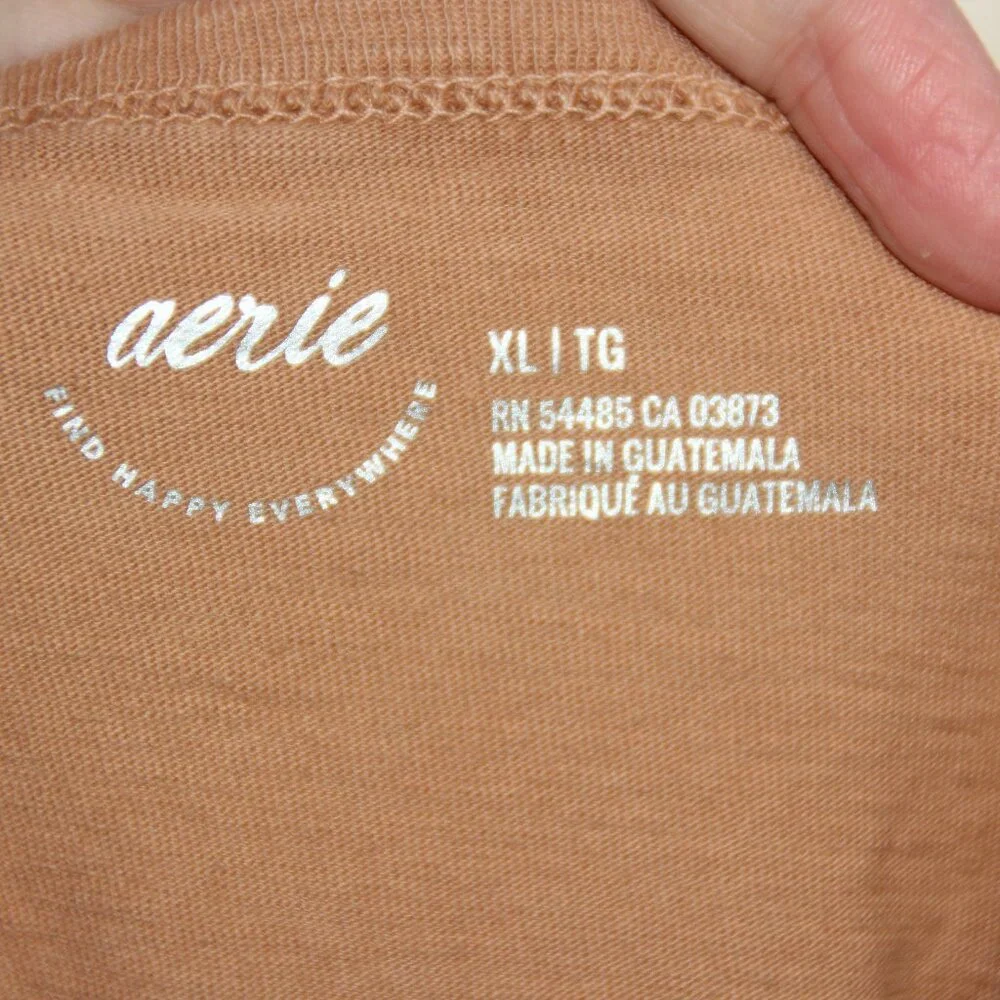 aerie
FIND HAPPY EVERYWHERE
XL | TG
RN 54485 CA 03873
MADE IN GUATEMALA
FABRIQUÉ AU GUATEMALA